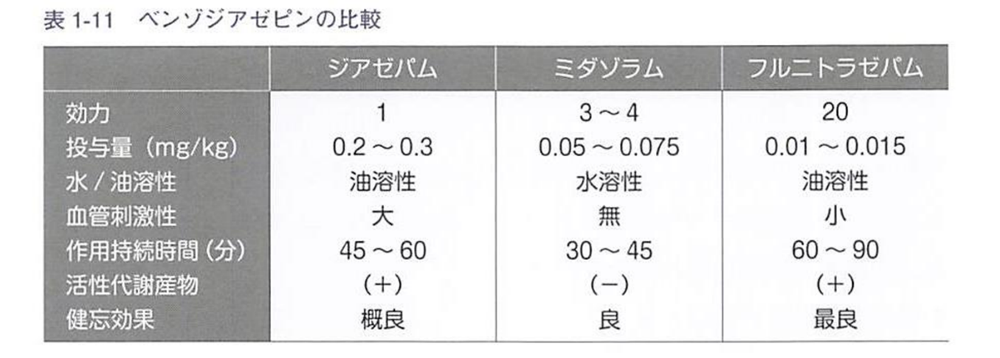 表 1-11　ベンゾジアゼピンの比較
ジアゼパム ミダゾラム フルニトラゼパム
効力 1 3～4 20
投与量（mg/kg） 0.2～0.3 0.05～0.075 0.01～0.015
水/油溶性 油溶性 水溶性 油溶性
血管刺激性 大 無 小
作用持続時間（分） 45～60 30～45 60～90
活性代謝産物 （＋） （－） （＋）
健忘効果 概良 良 最良